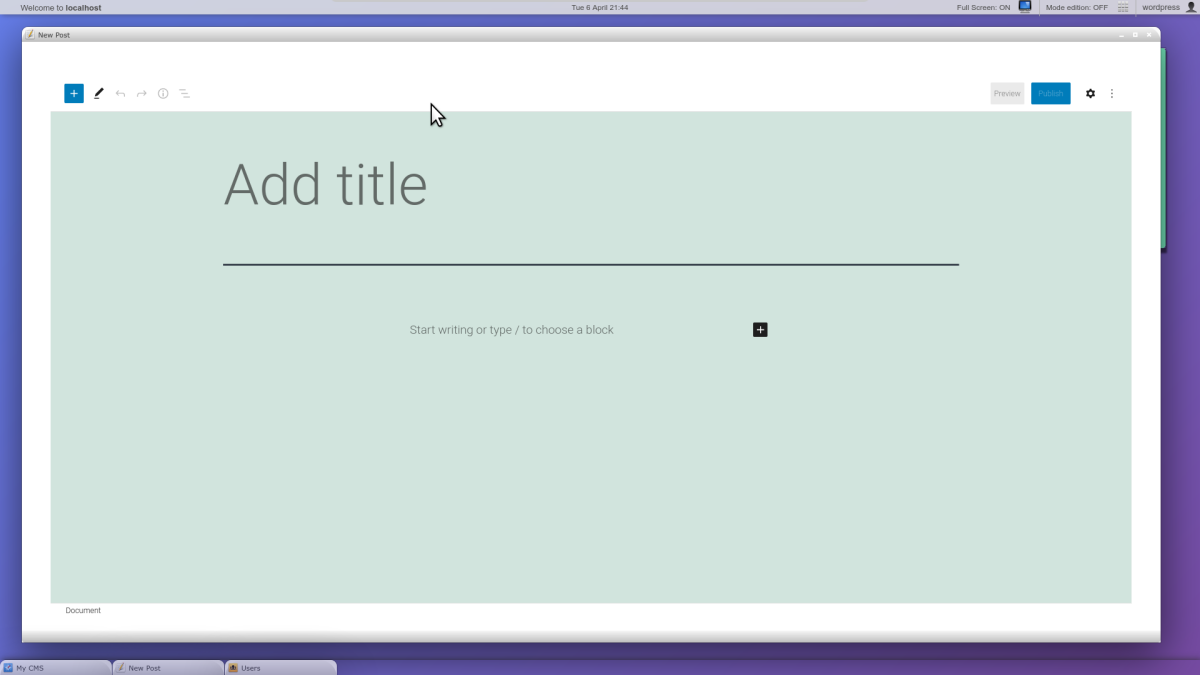 Welcome to localhost
Tue 6 April 21:44
Full Screen: ON
Mode edition: OFF
wordpress
New Post
Preview
Publish
Add title
Start writing or type / to choose a block
Document
My CMS
New Post
Users